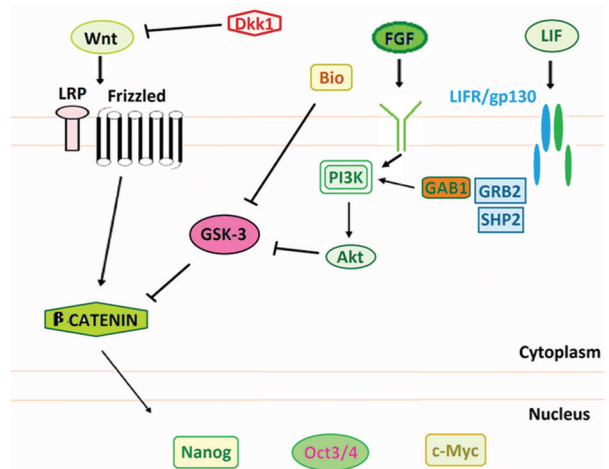 Dkk1
Wnt
FGF
LIF
Bio
LRP
Frizzled
LIFR/gp130
PI3K
GAB1
GRB2
SHP2
GSK-3
Akt
β-CATENIN
Cytoplasm
Nucleus
Nanog
Oct3/4
c-Myc